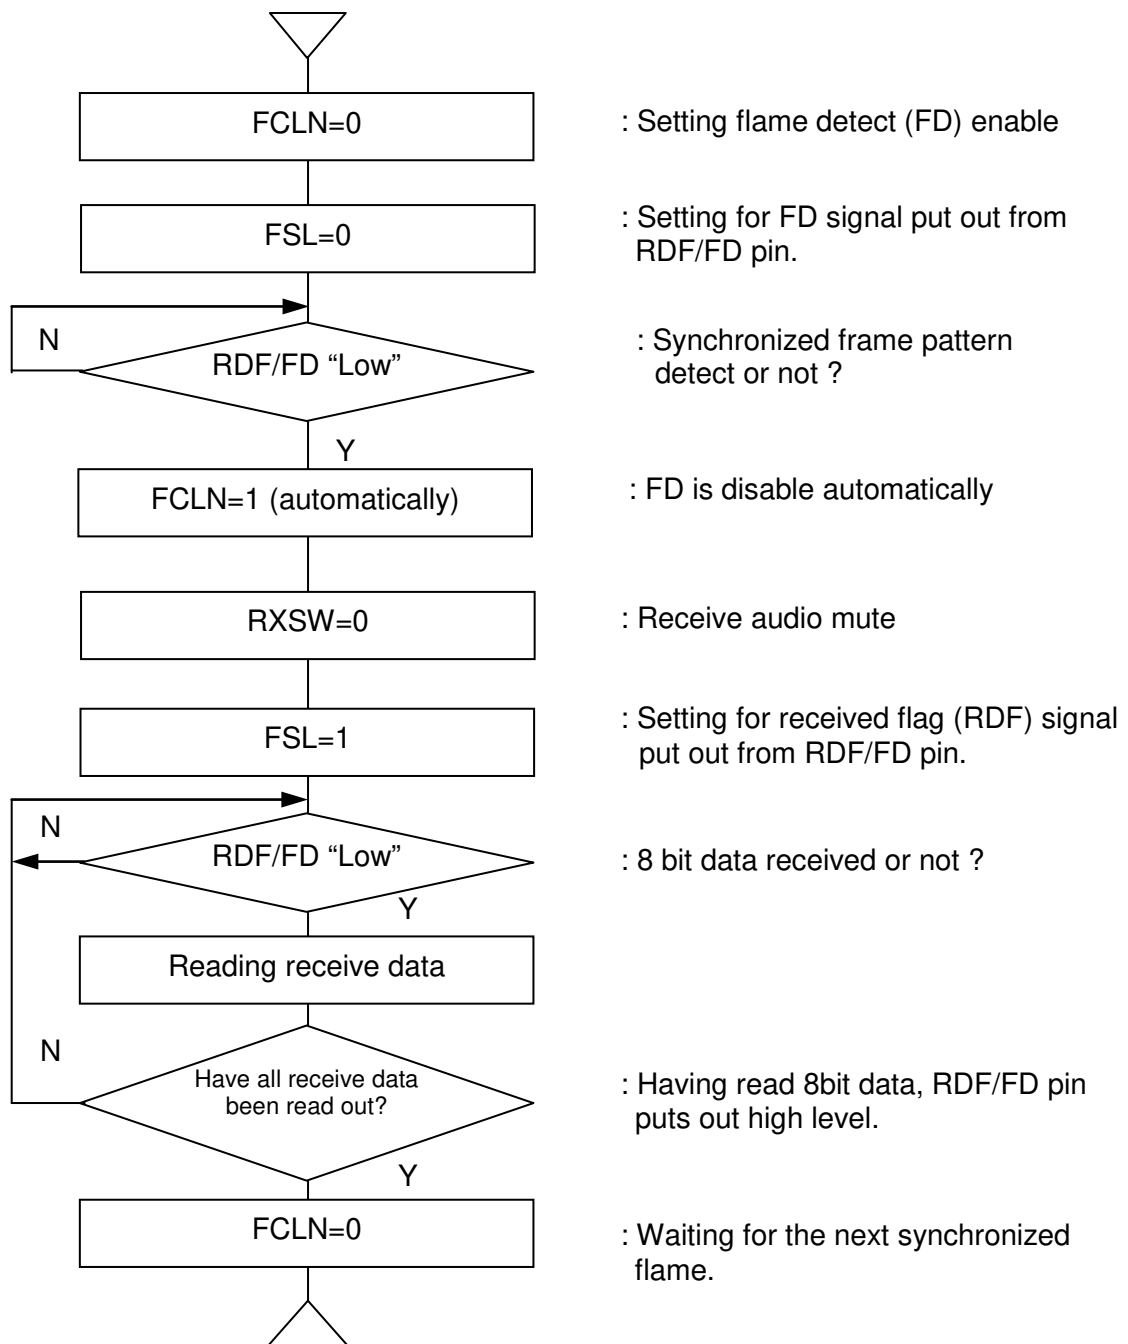 FCLN=0
: Setting flame detect (FD) enable
FSL=0
: Setting for FD signal put out from
RDF/FD pin.
N
RDF/FD “Low”
: Synchronized frame pattern
detect or not ?
Y
FCLN=1 (automatically)
: FD is disable automatically
RXSW=0
: Receive audio mute
FSL=1
: Setting for received flag (RDF) signal
put out from RDF/FD pin.
N
RDF/FD “Low”
: 8 bit data received or not ?
Y
Reading receive data
N
Have all receive data
been read out?
: Having read 8bit data, RDF/FD pin
puts out high level.
Y
FCLN=0
: Waiting for the next synchronized
flame.